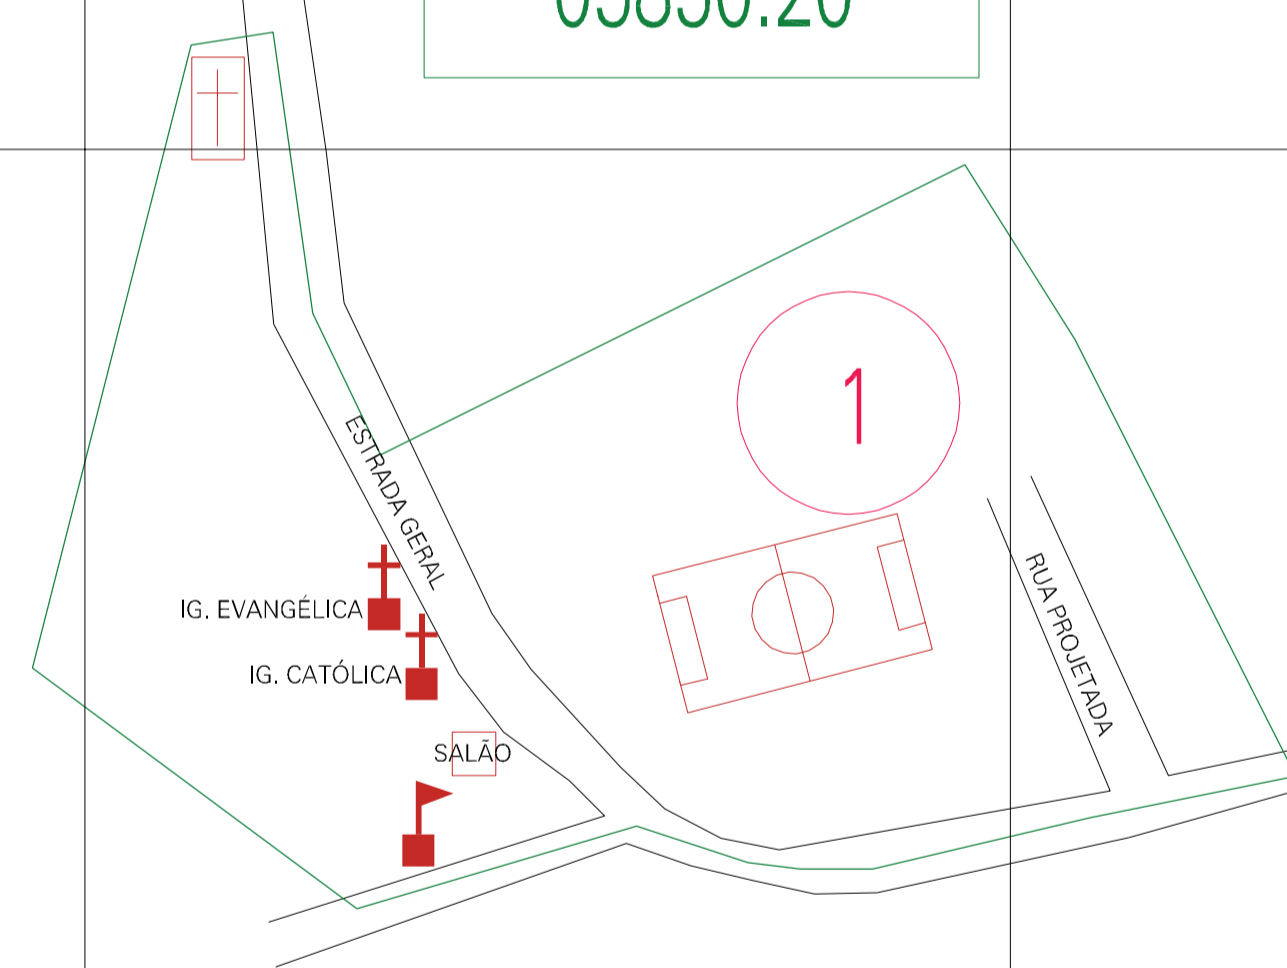 1
ESTRADA GERAL
RUA PROJETADA
IG. EVANGÉLICA
IG. CATÓLICA
SALÃO